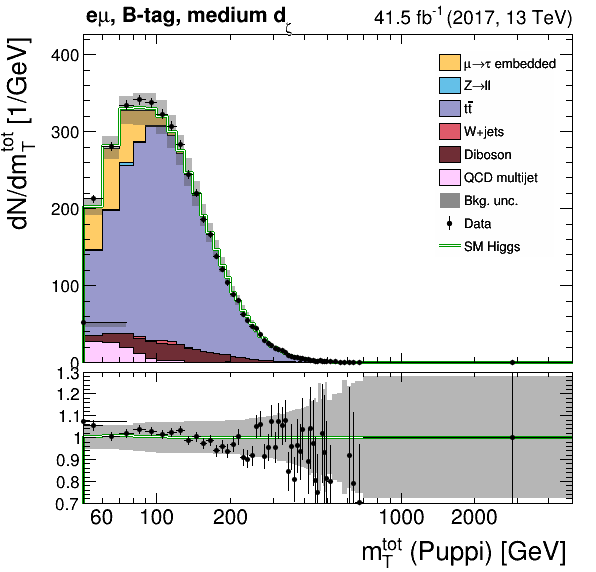 eμ, B-tag, medium dζ
41.5 fb⁻¹ (2017, 13 TeV)
dN/dm_T^tot [1/GeV]
400
300
200
100
0
μ→τ embedded
Z→ll
tt̄
W+jets
Diboson
QCD multijet
Bkg. unc.
Data
SM Higgs
1.3
1.2
1.1
1
0.9
0.8
0.7
60 100 200 1000 2000
m_T^tot (Puppi) [GeV]